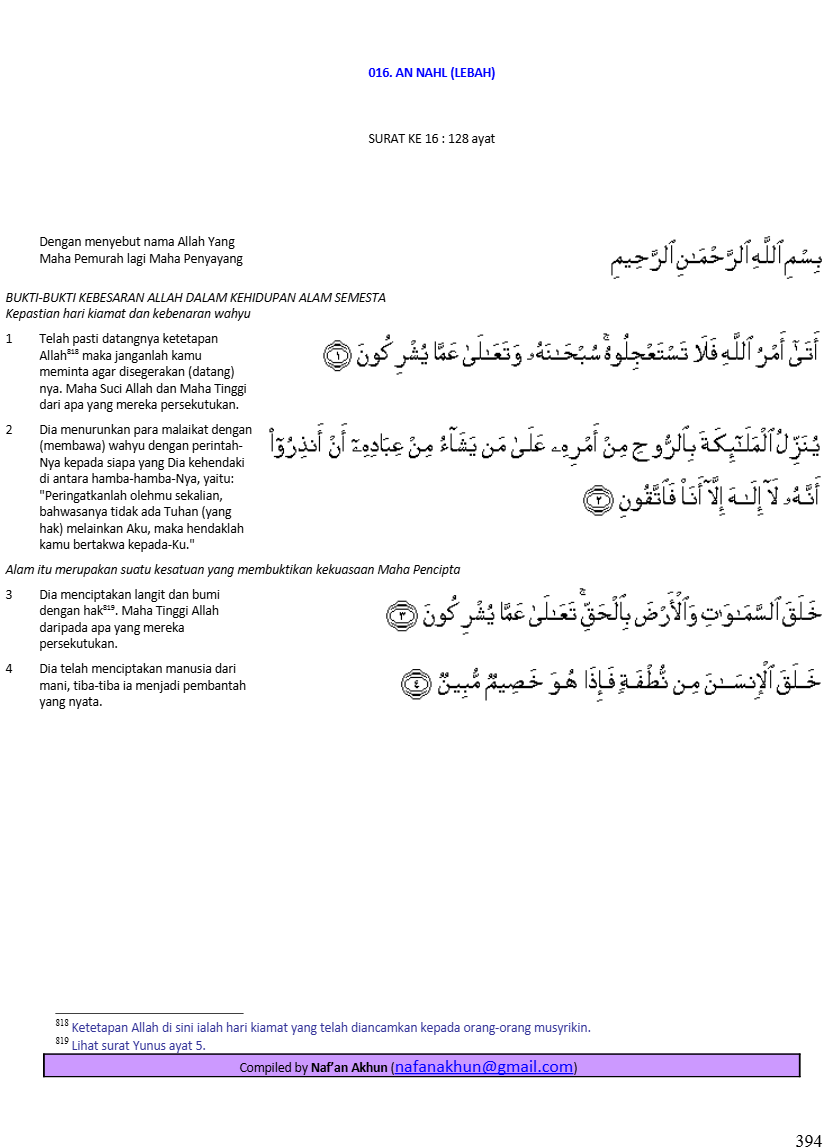 016. AN NAHL (LEBAH)
SURAT KE 16 : 128 ayat
Dengan menyebut nama Allah Yang
Maha Pemurah lagi Maha Penyayang
بِسْمِ ٱللَّهِ ٱلرَّحْمَـٰنِ ٱلرَّحِيمِ
BUKTI-BUKTI KEBESARAN ALLAH DALAM KEHIDUPAN ALAM SEMESTA
Kepastian hari kiamat dan kebenaran wahyu
1 Telah pasti datangnya ketetapan
Allah⁸¹⁸ maka janganlah kamu
meminta agar disegerakan (datang)
nya. Maha Suci Allah dan Maha Tinggi
dari apa yang mereka persekutukan.
أَتَىٰٓ أَمْرُ ٱللَّهِ فَلَا تَسْتَعْجِلُوهُ ۚ سُبْحَـٰنَهُۥ وَتَعَـٰلَىٰ عَمَّا يُشْرِكُونَ ﴿١﴾
2 Dia menurunkan para malaikat dengan
(membawa) wahyu dengan perintah-
Nya kepada siapa yang Dia kehendaki
di antara hamba-hamba-Nya, yaitu:
"Peringatkanlah olehmu sekalian,
bahwasanya tidak ada Tuhan (yang
hak) melainkan Aku, maka hendaklah
kamu bertakwa kepada-Ku."
يُنَزِّلُ ٱلْمَلَـٰٓئِكَةَ بِٱلرُّوحِ مِنْ أَمْرِهِۦ عَلَىٰ مَن يَشَآءُ مِنْ عِبَادِهِۦٓ أَنْ أَنذِرُوٓا۟
أَنَّهُۥ لَآ إِلَـٰهَ إِلَّآ أَنَا۠ فَٱتَّقُونِ ﴿٢﴾
Alam itu merupakan suatu kesatuan yang membuktikan kekuasaan Maha Pencipta
3 Dia menciptakan langit dan bumi
dengan hak⁸¹⁹. Maha Tinggi Allah
daripada apa yang mereka
persekutukan.
خَلَقَ ٱلسَّمَـٰوَٰتِ وَٱلْأَرْضَ بِٱلْحَقِّ ۚ تَعَـٰلَىٰ عَمَّا يُشْرِكُونَ ﴿٣﴾
4 Dia telah menciptakan manusia dari
mani, tiba-tiba ia menjadi pembantah
yang nyata.
خَلَقَ ٱلْإِنسَـٰنَ مِن نُّطْفَةٍ فَإِذَا هُوَ خَصِيمٌ مُّبِينٌ ﴿٤﴾
⁸¹⁸ Ketetapan Allah di sini ialah hari kiamat yang telah diancamkan kepada orang-orang musyrikin.
⁸¹⁹ Lihat surat Yunus ayat 5.
Compiled by Naf’an Akhun (nafanakhun@gmail.com)
394